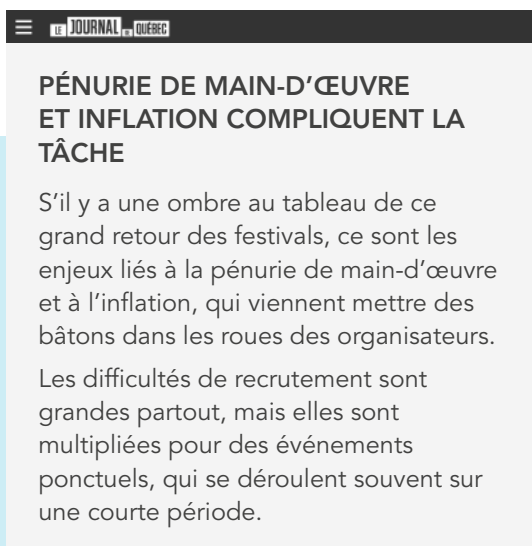 LE JOURNAL DE QUÉBEC
PÉNURIE DE MAIN-D’ŒUVRE
ET INFLATION COMPLIQUENT LA
TÂCHE
S’il y a une ombre au tableau de ce
grand retour des festivals, ce sont les
enjeux liés à la pénurie de main-d’œuvre
et à l’inflation, qui viennent mettre des
bâtons dans les roues des organisateurs.
Les difficultés de recrutement sont
grandes partout, mais elles sont
multipliées pour des événements
ponctuels, qui se déroulent souvent sur
une courte période.